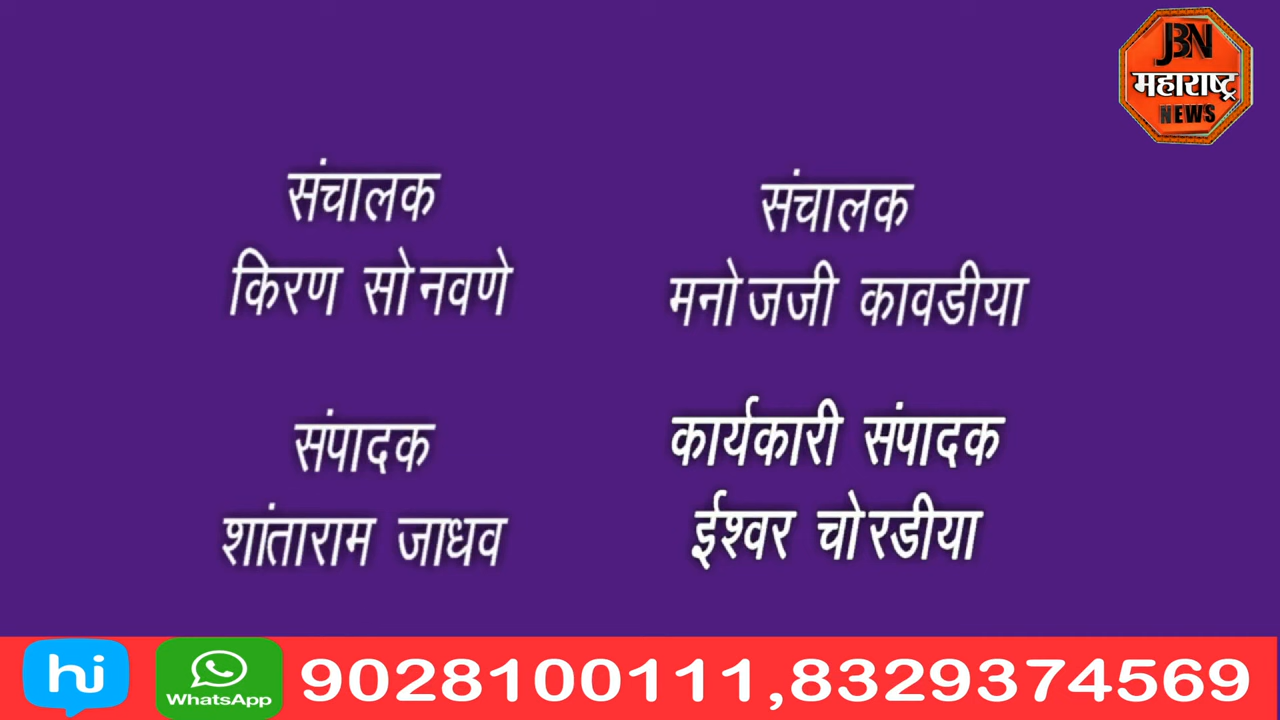 JBN
महाराष्ट्र
NEWS
संचालक
किरण सोनवणे
संचालक
मनोजजी कावडीया
संपादक
शांताराम जाधव
कार्यकारी संपादक
ईश्वर चोरडीया
hi
WhatsApp
9028100111,8329374569